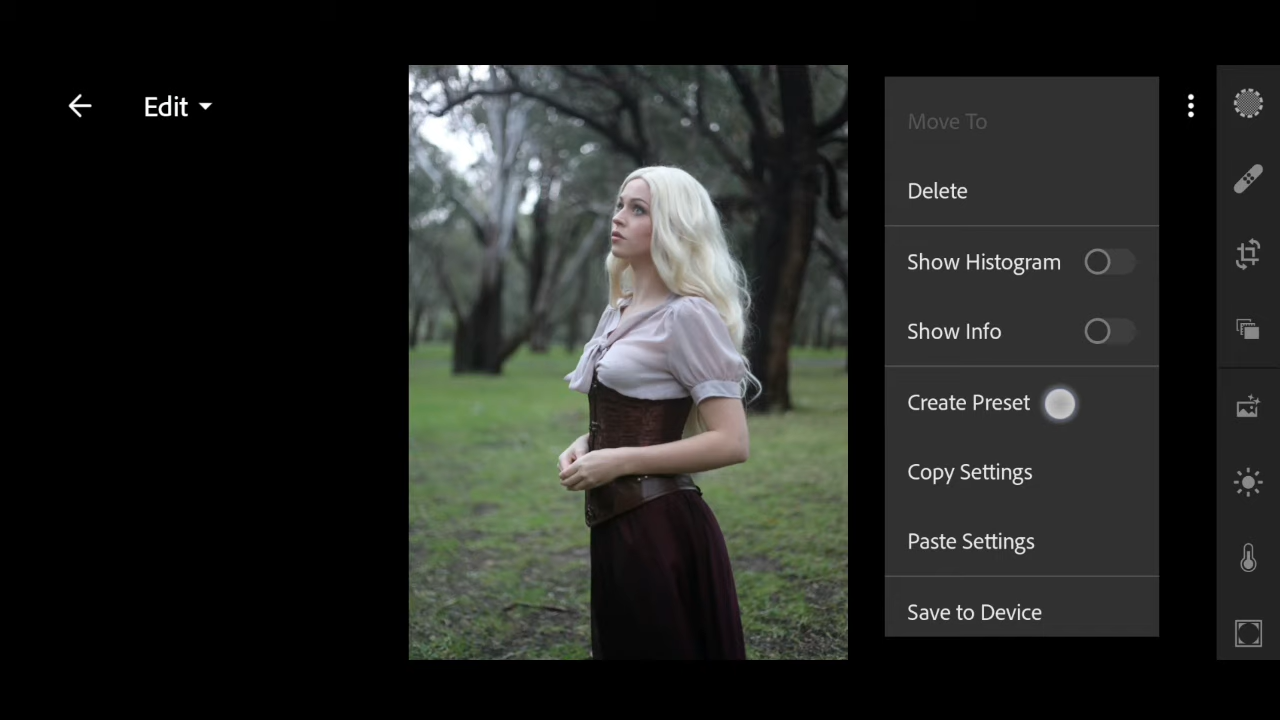 Edit
Move To
Delete
Show Histogram
Show Info
Create Preset
Copy Settings
Paste Settings
Save to Device